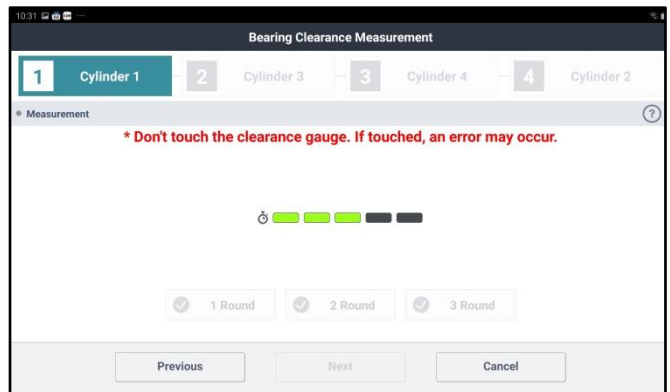 10:31
Bearing Clearance Measurement
1 Cylinder 1 2 Cylinder 3 3 Cylinder 4 4 Cylinder 2
Measurement
* Don't touch the clearance gauge. If touched, an error may occur.
1 Round 2 Round 3 Round
Previous Next Cancel